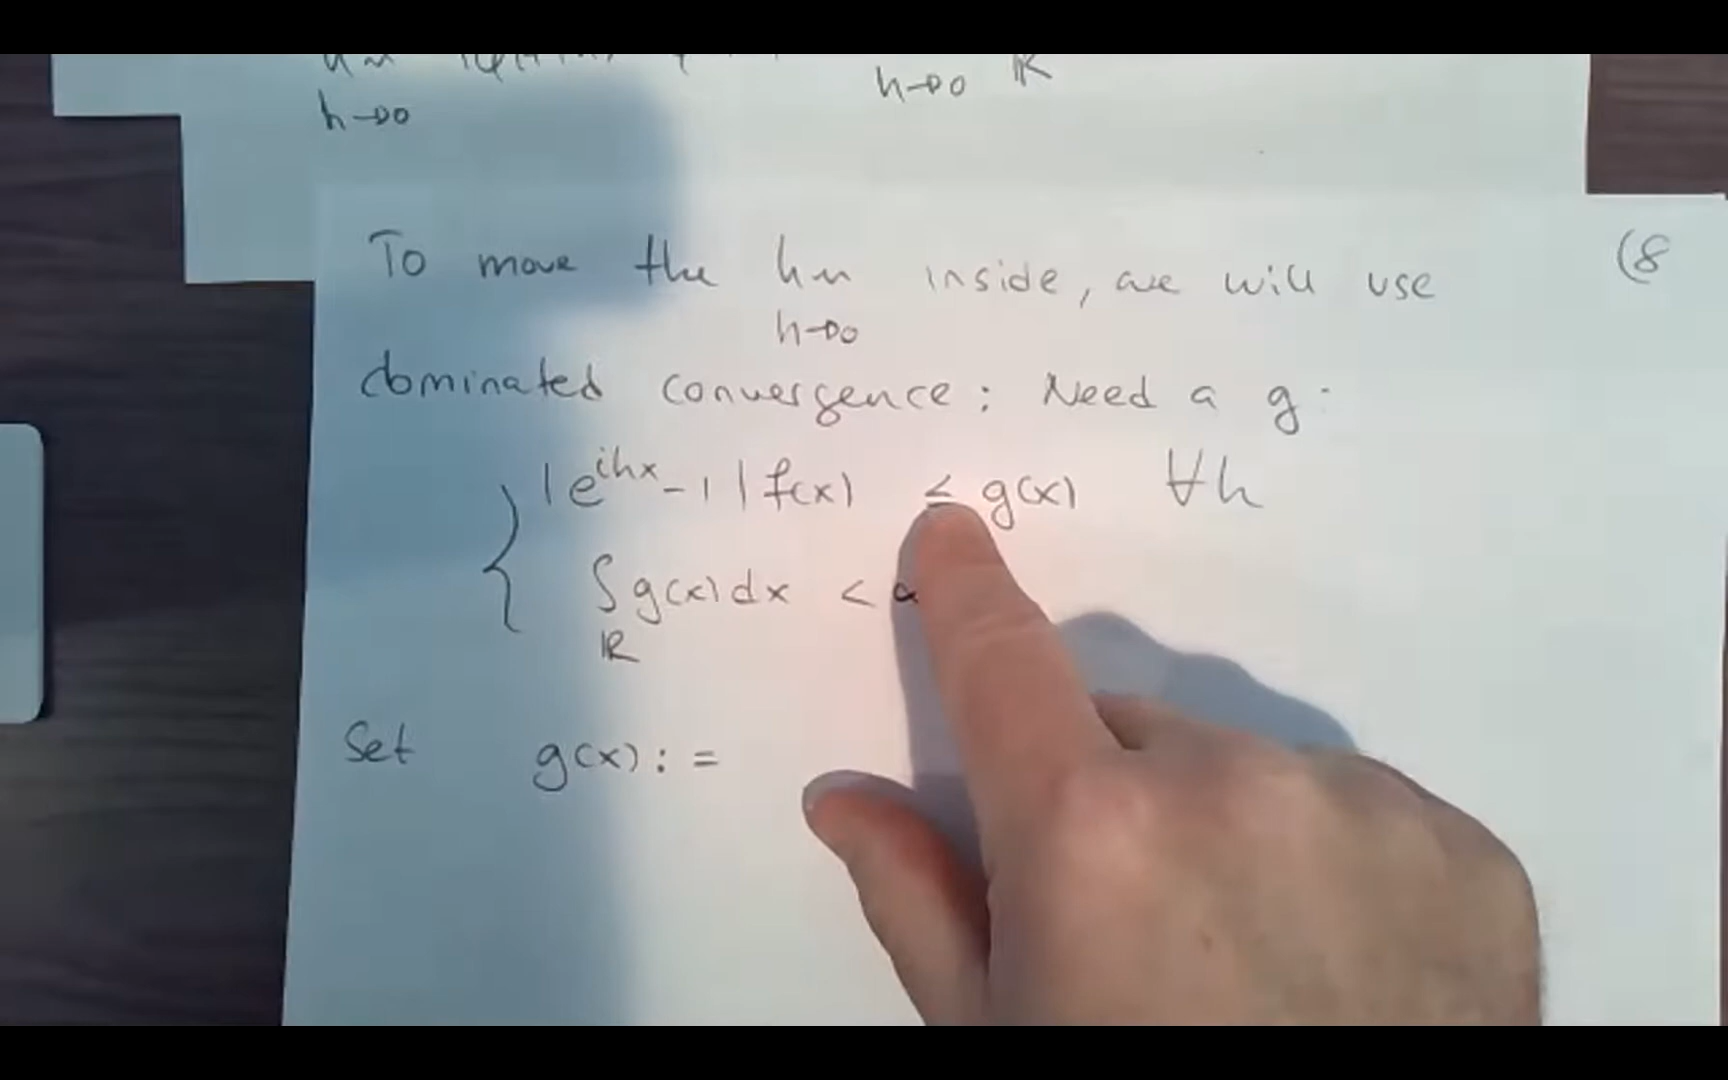 h→0 ℝ
h→0
To move the lim inside, we will use (8
h→0
dominated convergence: Need a g:
|e^{ihx}-1| f(x) ≤ g(x) ∀h
∫g(x)dx <
ℝ
Set g(x):=